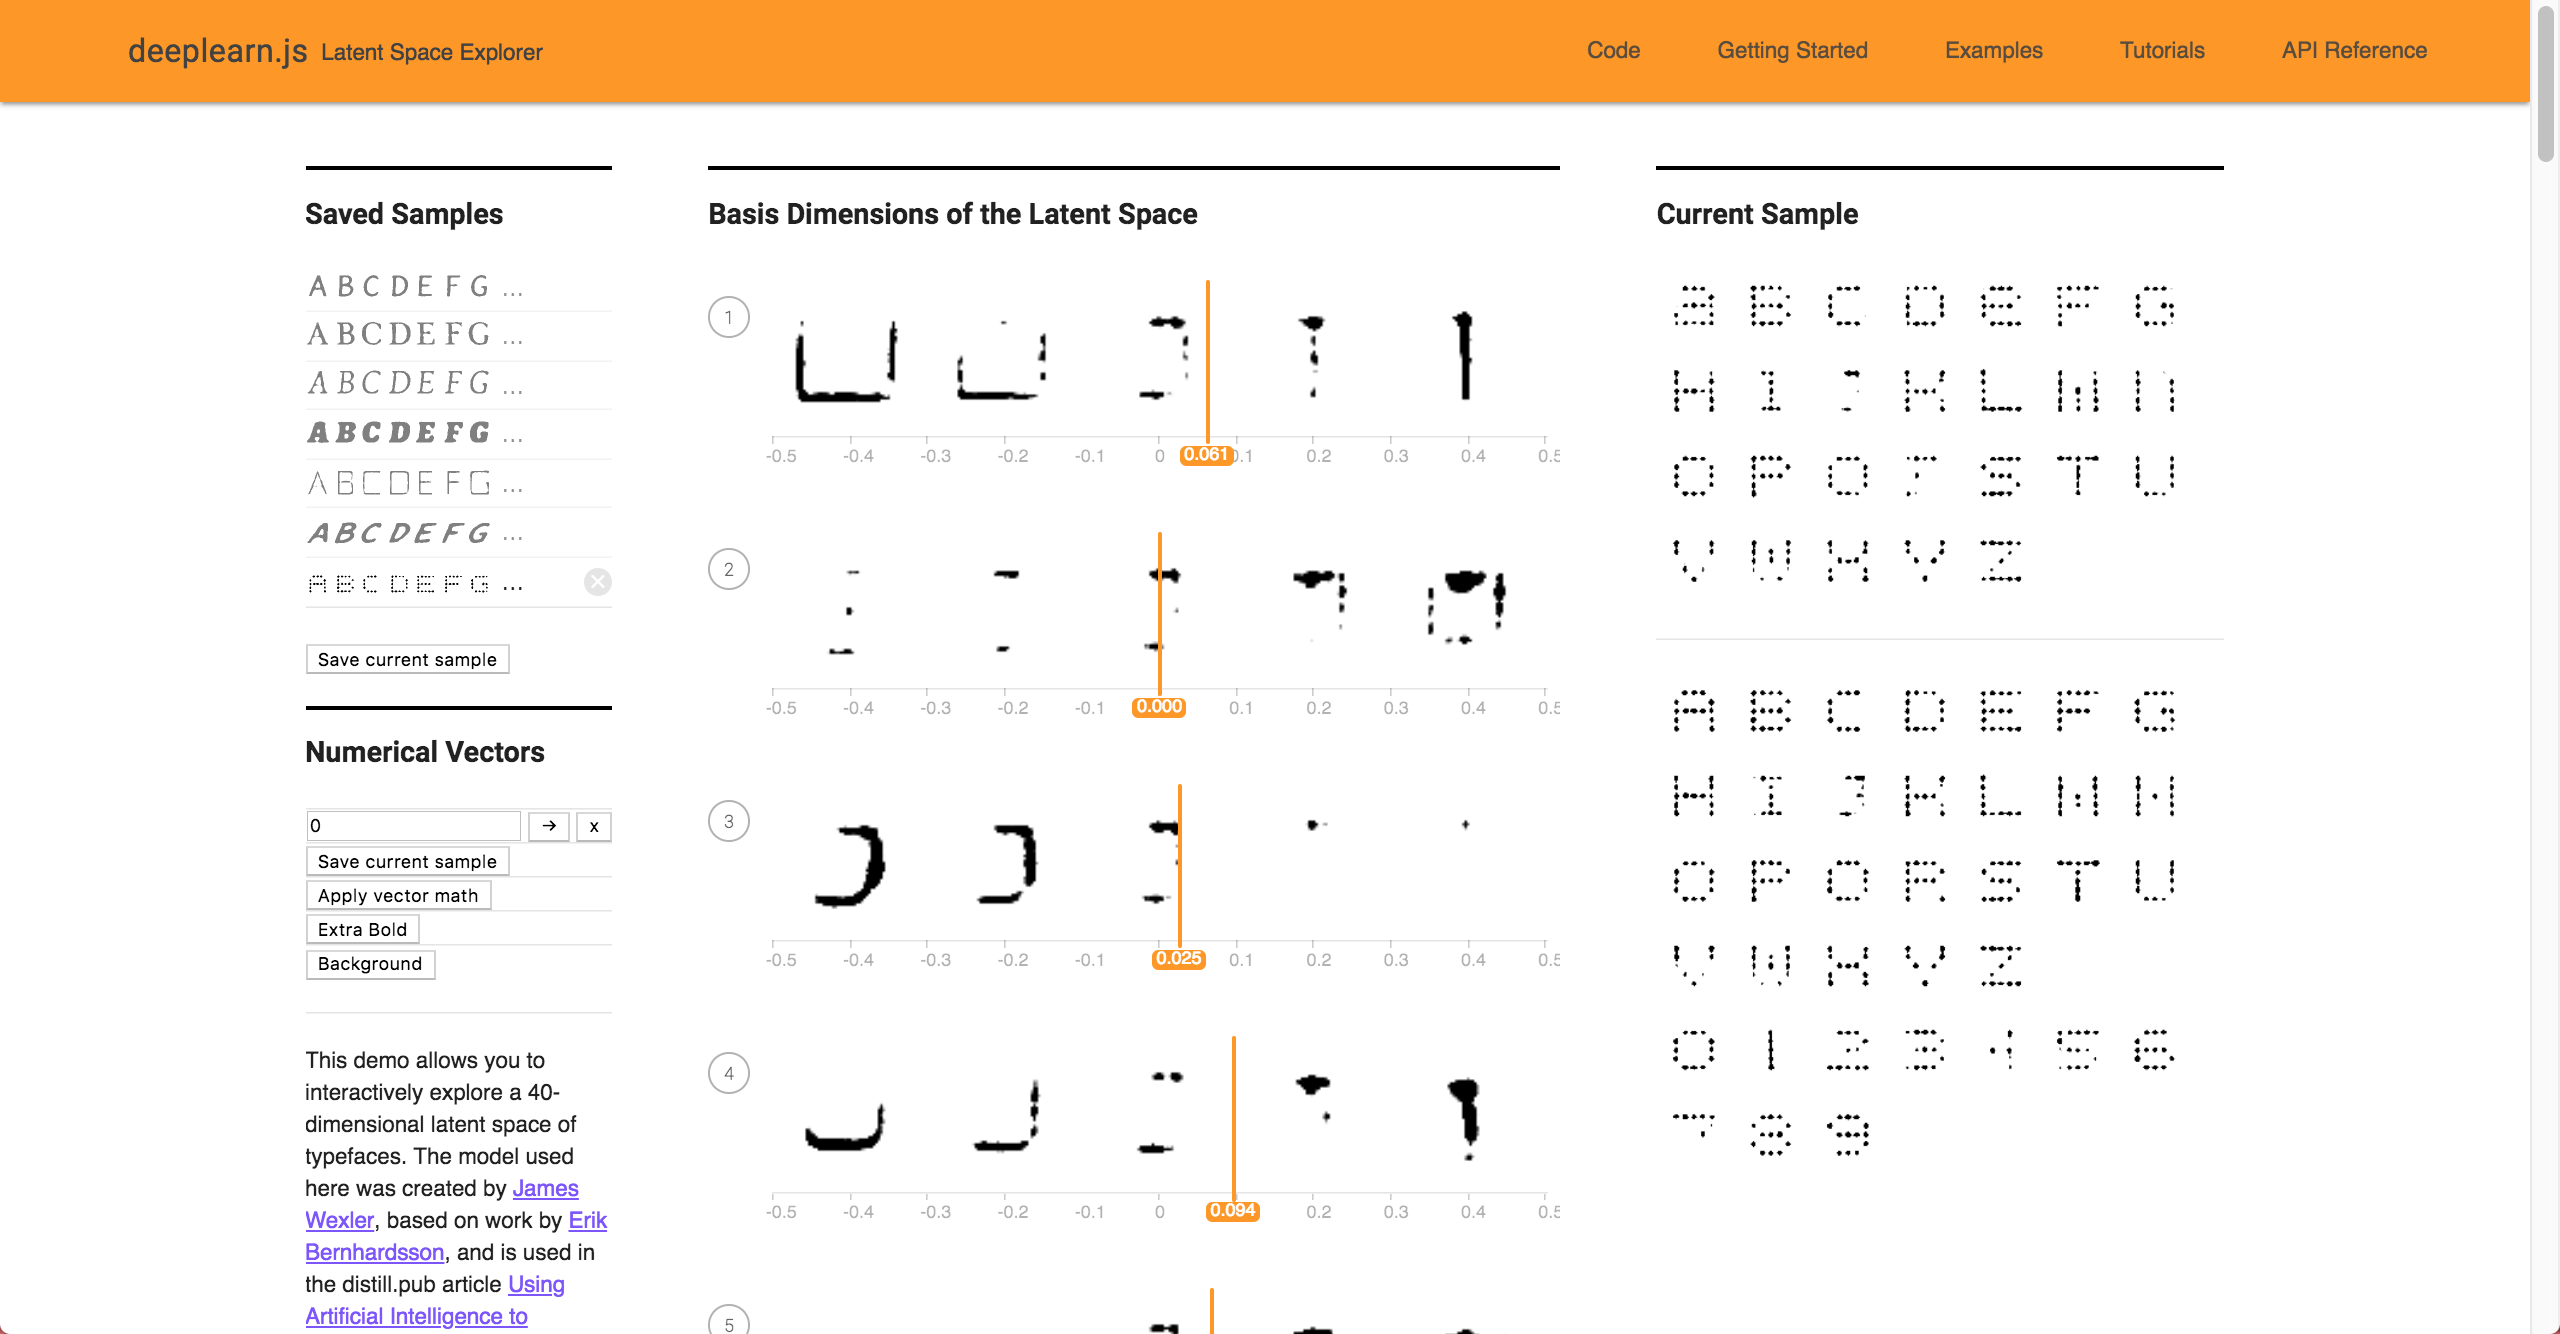 deeplearn.js Latent Space Explorer
Code Getting Started Examples Tutorials API Reference
Saved Samples
A B C D E F G ...
A B C D E F G ...
A B C D E F G ...
A B C D E F G ...
A B C D E F G ...
A B C D E F G ...
A B C D E F G ...
Save current sample
Numerical Vectors
0 → x
Save current sample
Apply vector math
Extra Bold
Background
This demo allows you to
interactively explore a 40-
dimensional latent space of
typefaces. The model used
here was created by James
Wexler, based on work by Erik
Bernhardsson, and is used in
the distill.pub article Using
Artificial Intelligence to
Basis Dimensions of the Latent Space
1
-0.5 -0.4 -0.3 -0.2 -0.1 0 0.061 0.1 0.2 0.3 0.4 0.5
2
-0.5 -0.4 -0.3 -0.2 -0.1 0.000 0.1 0.2 0.3 0.4 0.5
3
-0.5 -0.4 -0.3 -0.2 -0.1 0.025 0.1 0.2 0.3 0.4 0.5
4
-0.5 -0.4 -0.3 -0.2 -0.1 0 0.094 0.2 0.3 0.4 0.5
5
Current Sample
a B C D E F G
H I J K L M N
O P Q r S T U
V W X Y Z
A B C D E F G
H I J K L M N
O P Q R S T U
V W X Y Z
0 1 2 3 4 5 6
7 8 9